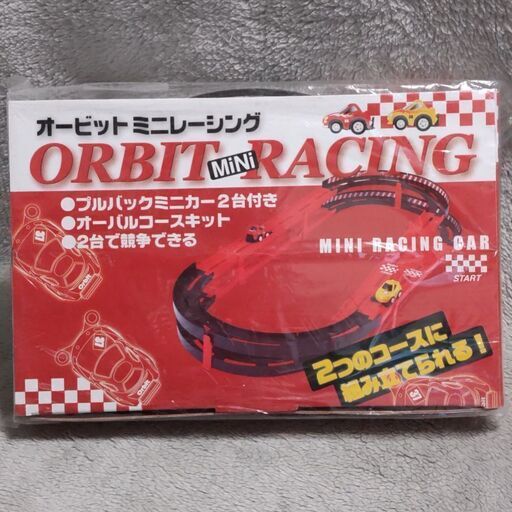 オービット ミニレーシング
ORBIT MiNi RACING
●プルバックミニカー2台付き
●オーバルコースキット
●2台で競争できる
MINI RACING CAR
START
2つのコースに
組み立てられる!
Orbit
Orbit